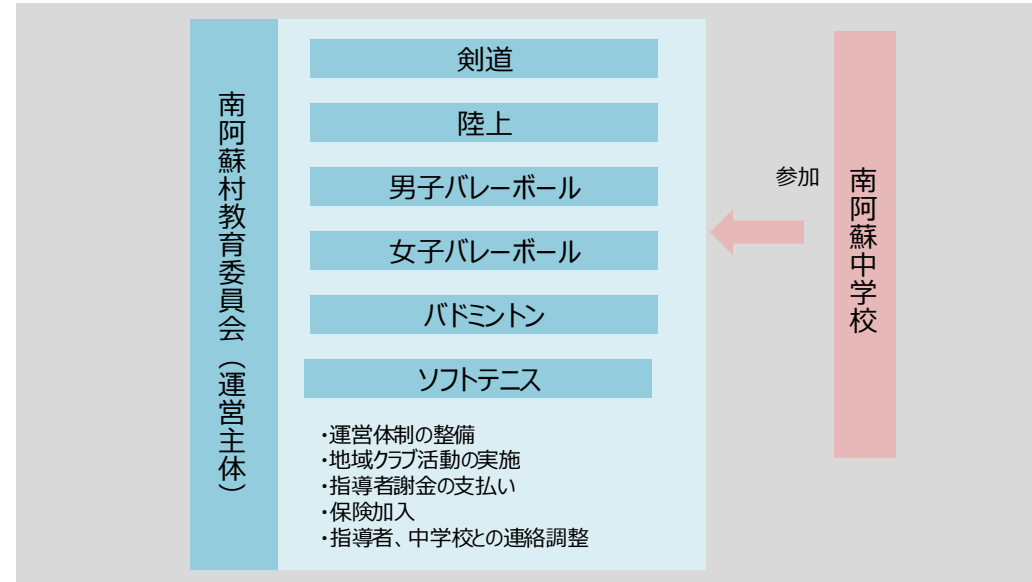 南阿蘇村教育委員会（運営主体）
剣道
陸上
男子バレーボール
女子バレーボール
バドミントン
ソフトテニス
・運営体制の整備
・地域クラブ活動の実施
・指導者謝金の支払い
・保険加入
・指導者、中学校との連絡調整
参加
南阿蘇中学校